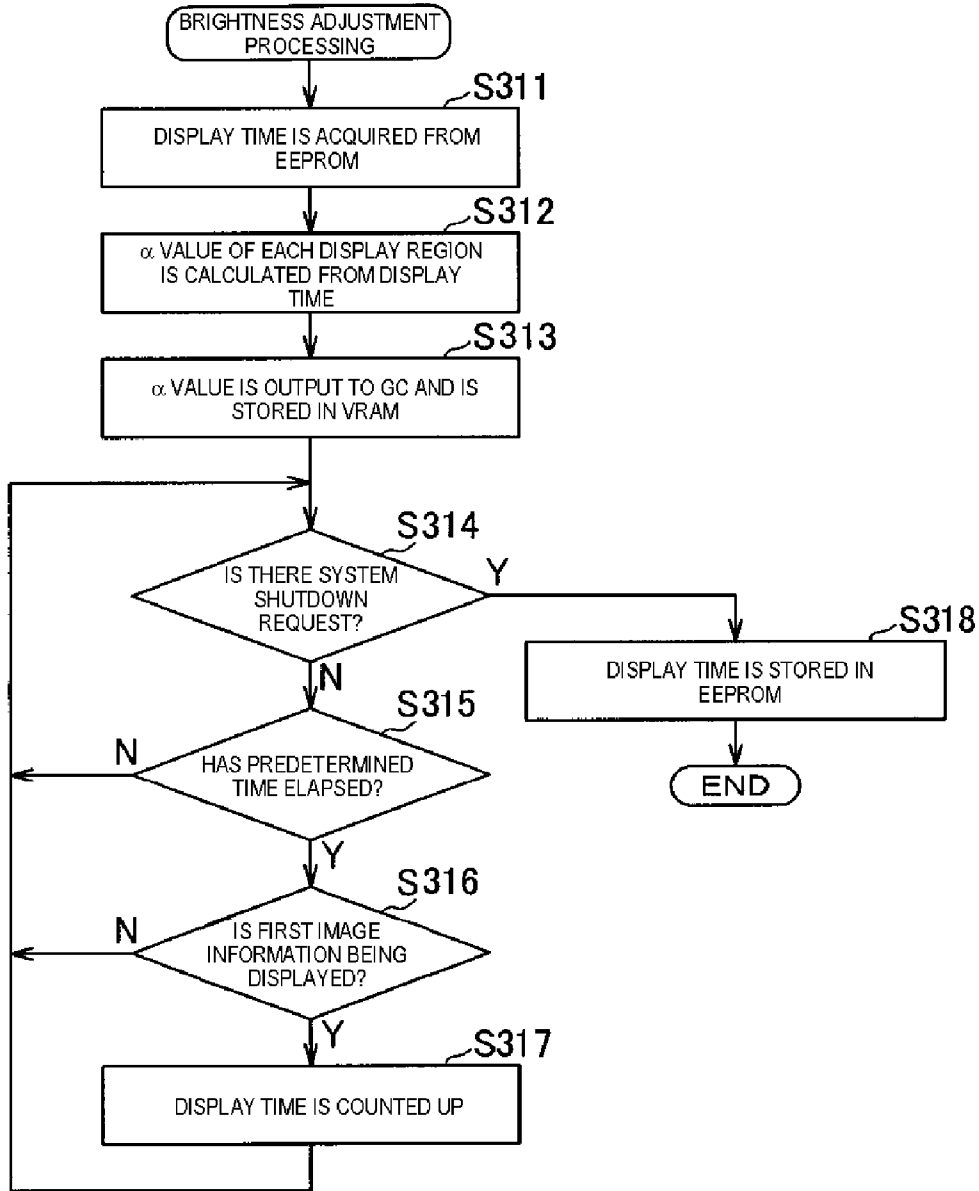 BRIGHTNESS ADJUSTMENT
PROCESSING
S311
DISPLAY TIME IS ACQUIRED FROM
EEPROM
S312
α VALUE OF EACH DISPLAY REGION
IS CALCULATED FROM DISPLAY
TIME
S313
α VALUE IS OUTPUT TO GC AND IS
STORED IN VRAM
S314
IS THERE SYSTEM
SHUTDOWN
REQUEST?
Y
N
S318
DISPLAY TIME IS STORED IN
EEPROM
END
S315
HAS PREDETERMINED
TIME ELAPSED?
N
Y
S316
IS FIRST IMAGE
INFORMATION BEING
DISPLAYED?
N
Y
S317
DISPLAY TIME IS COUNTED UP